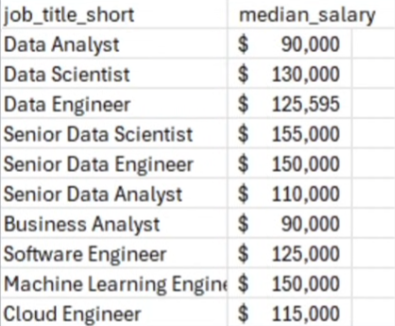 job_title_short median_salary
Data Analyst $ 90,000
Data Scientist $ 130,000
Data Engineer $ 125,595
Senior Data Scientist $ 155,000
Senior Data Engineer $ 150,000
Senior Data Analyst $ 110,000
Business Analyst $ 90,000
Software Engineer $ 125,000
Machine Learning Engine $ 150,000
Cloud Engineer $ 115,000